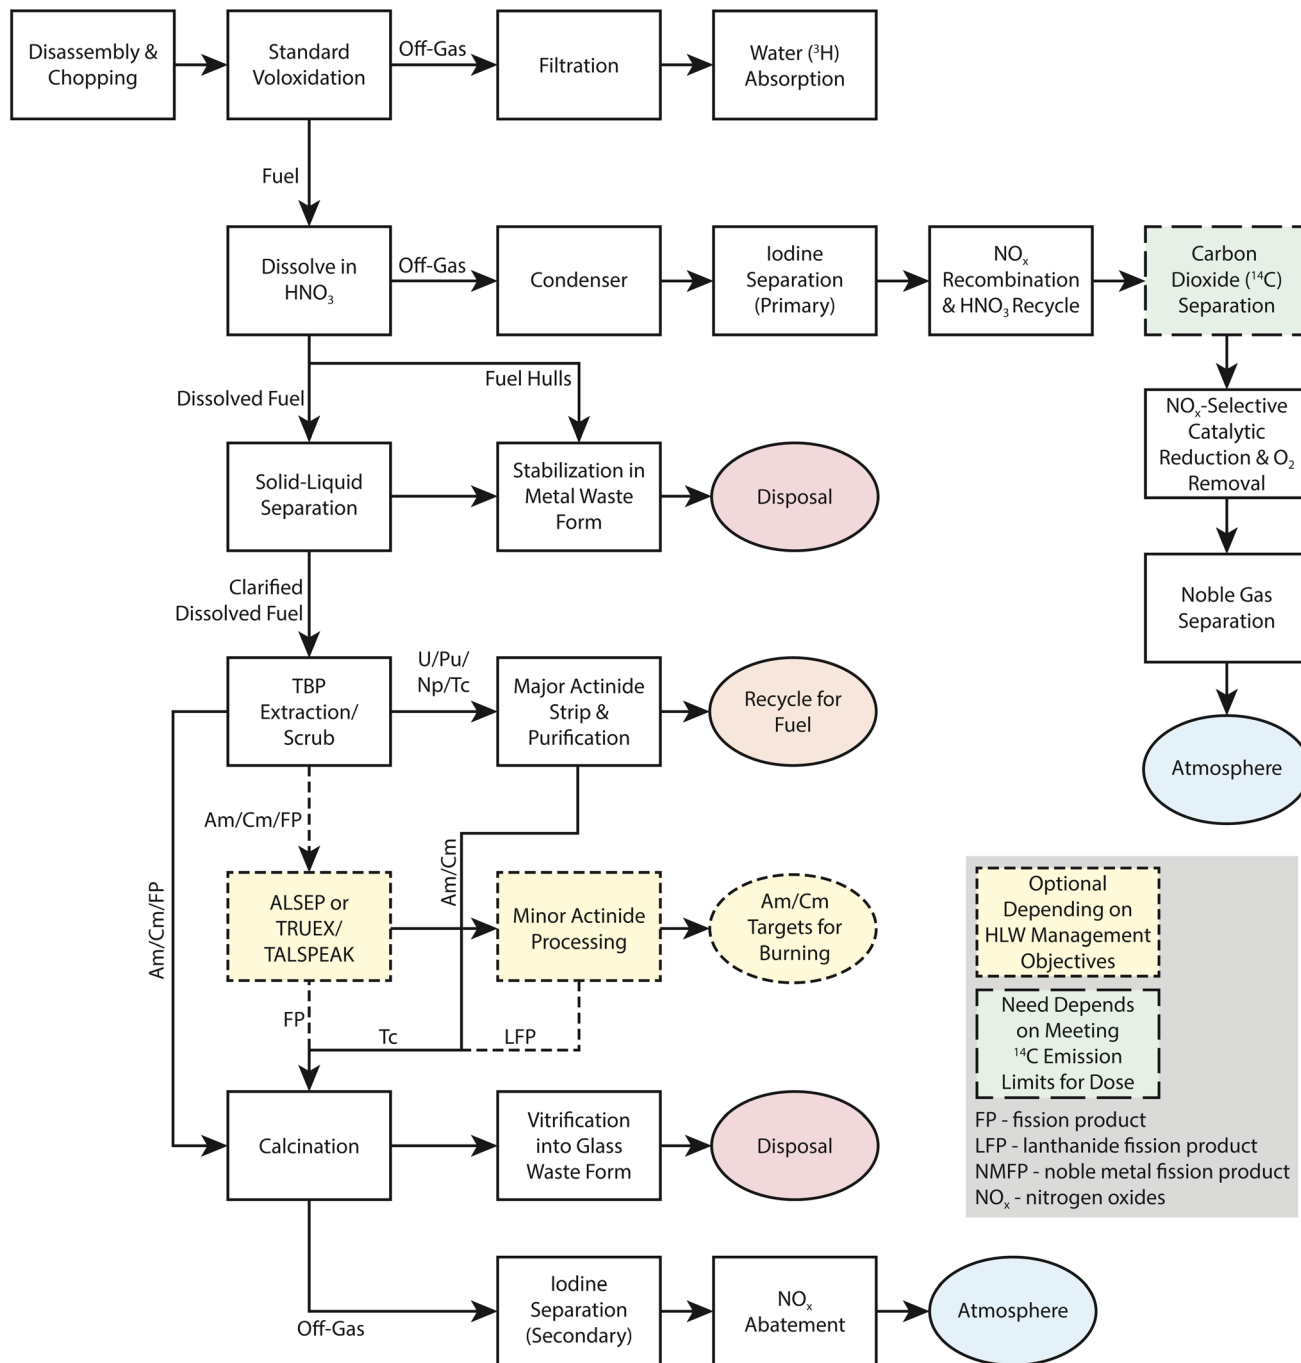 Disassembly &
Chopping
Standard
Voloxidation
Off-Gas
Filtration
Water (³H)
Absorption
Fuel
Dissolve in
HNO₃
Off-Gas
Condenser
Iodine
Separation
(Primary)
NOₓ
Recombination
& HNO₃ Recycle
Carbon
Dioxide (¹⁴C)
Separation
Dissolved Fuel
Fuel Hulls
NOₓ-Selective
Catalytic
Reduction & O₂
Removal
Solid-Liquid
Separation
Stabilization in
Metal Waste
Form
Disposal
Clarified
Dissolved Fuel
Noble Gas
Separation
TBP
Extraction/
Scrub
U/Pu/
Np/Tc
Major Actinide
Strip &
Purification
Recycle for
Fuel
Atmosphere
Am/Cm/FP
Am/Cm/FP
Am/Cm
ALSEP or
TRUEX/
TALSPEAK
Minor Actinide
Processing
Am/Cm
Targets for
Burning
FP
Tc
LFP
Calcination
Vitrification
into Glass
Waste Form
Disposal
Off-Gas
Iodine
Separation
(Secondary)
NOₓ
Abatement
Atmosphere
Optional
Depending on
HLW Management
Objectives
Need Depends
on Meeting
¹⁴C Emission
Limits for Dose
FP - fission product
LFP - lanthanide fission product
NMFP - noble metal fission product
NOₓ - nitrogen oxides